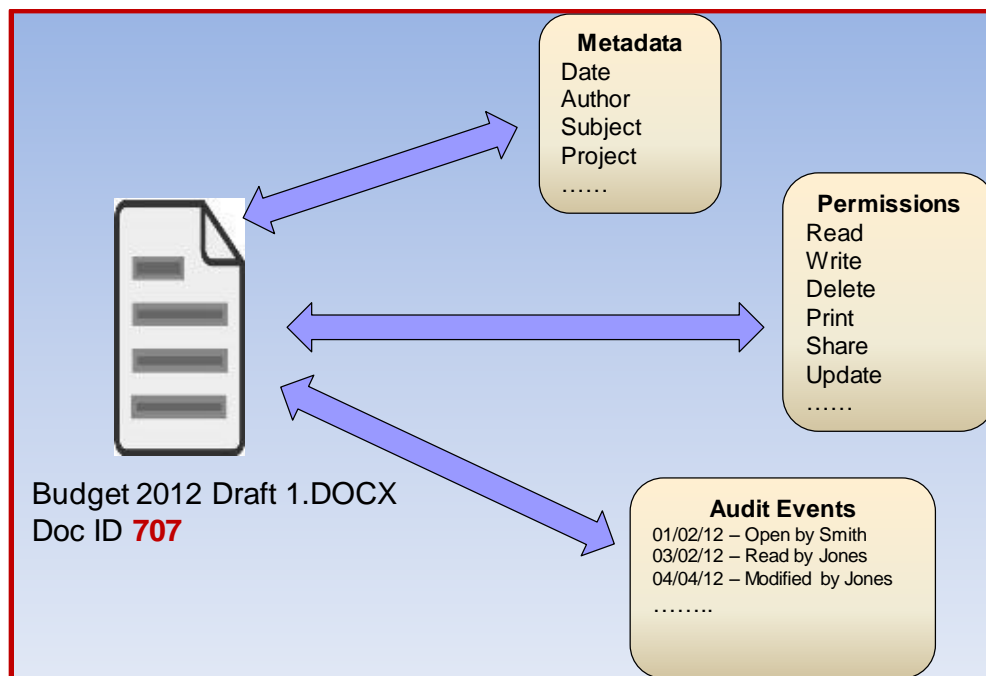 Metadata
Date
Author
Subject
Project
......
Permissions
Read
Write
Delete
Print
Share
Update
......
Budget 2012 Draft 1.DOCX
Doc ID 707
Audit Events
01/02/12 – Open by Smith
03/02/12 – Read by Jones
04/04/12 – Modified by Jones
........